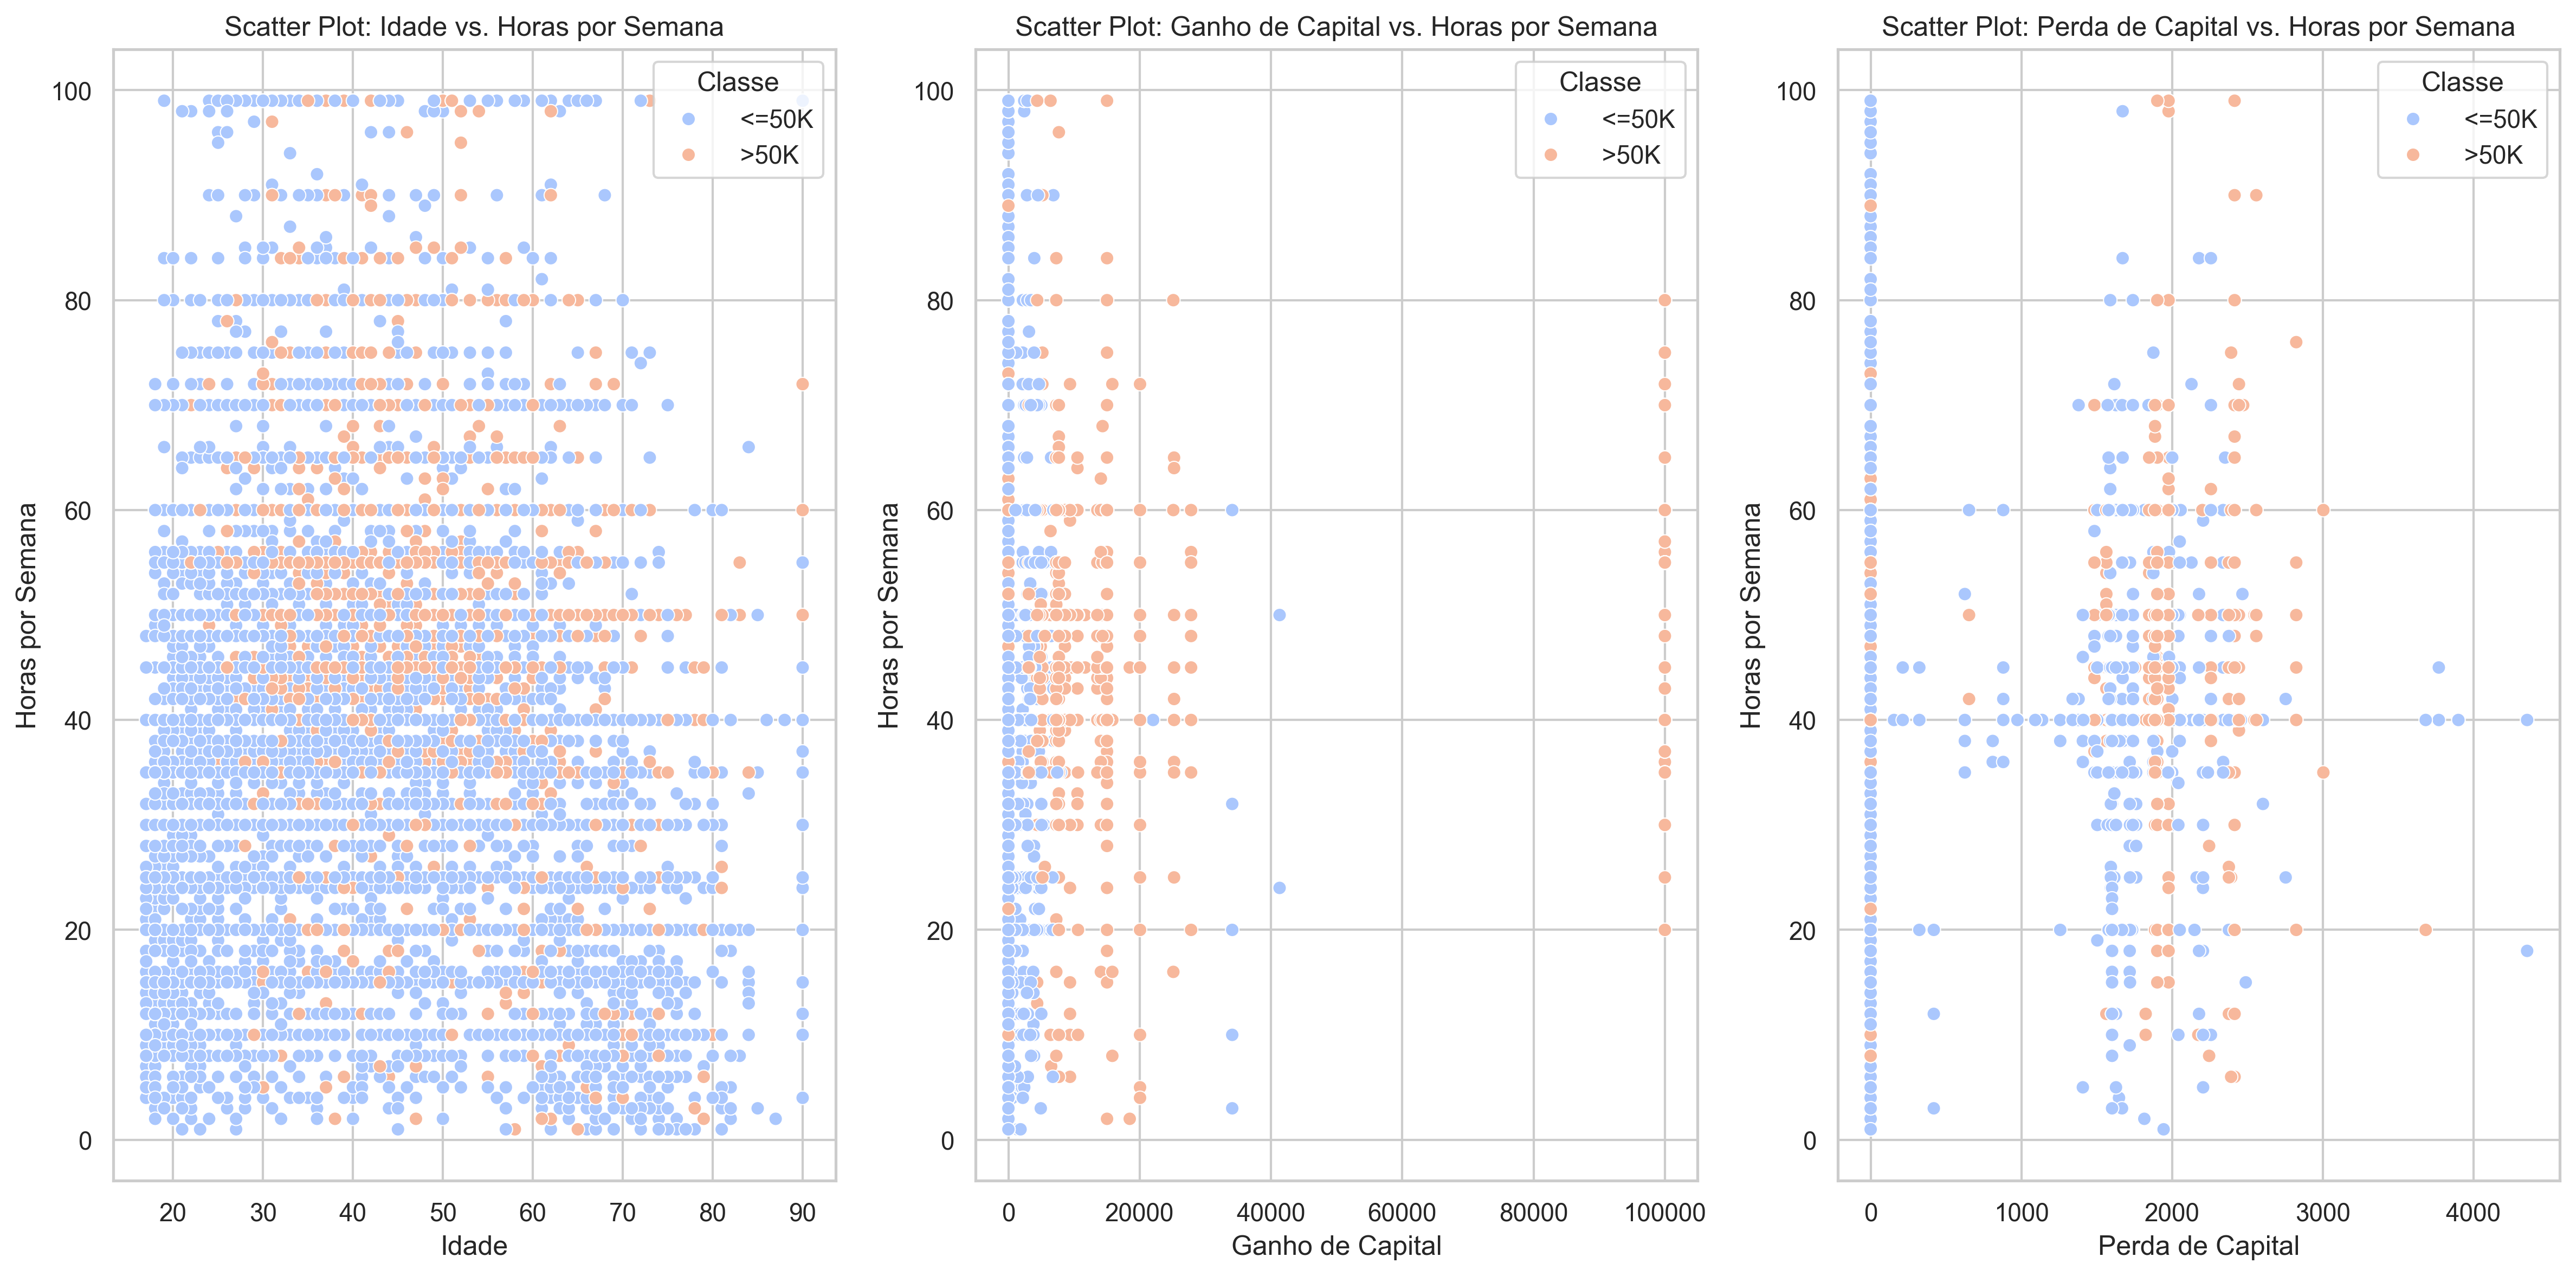 Scatter Plot: Idade vs. Horas por Semana
Classe
<=50K
>50K
100
80
60
40
20
0
Horas por Semana
20 30 40 50 60 70 80 90
Idade
Scatter Plot: Ganho de Capital vs. Horas por Semana
Classe
<=50K
>50K
100
80
60
40
20
0
Horas por Semana
0 20000 40000 60000 80000 100000
Ganho de Capital
Scatter Plot: Perda de Capital vs. Horas por Semana
Classe
<=50K
>50K
100
80
60
40
20
0
Horas por Semana
0 1000 2000 3000 4000
Perda de Capital